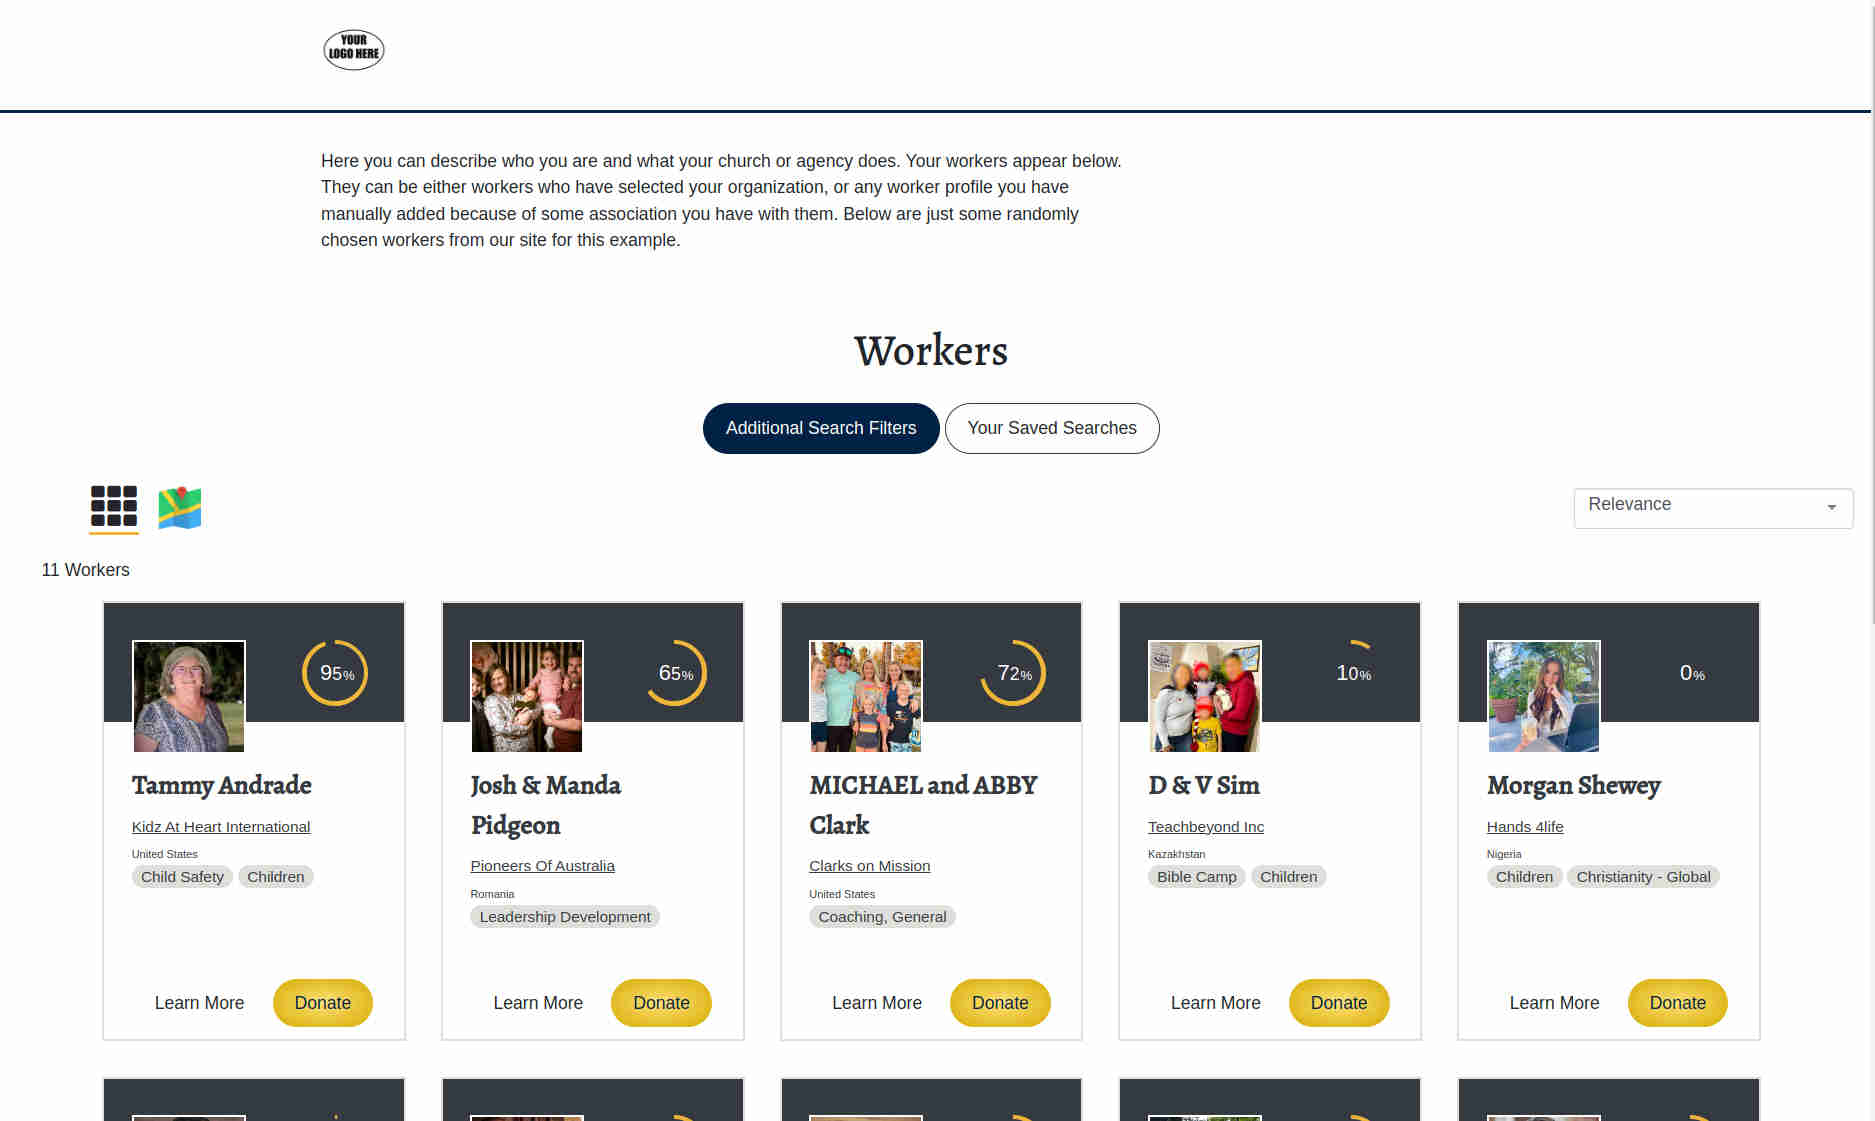 YOUR
LOGO HERE
Here you can describe who you are and what your church or agency does. Your workers appear below.
They can be either workers who have selected your organization, or any worker profile you have
manually added because of some association you have with them. Below are just some randomly
chosen workers from our site for this example.
Workers
Additional Search Filters
Your Saved Searches
Relevance
11 Workers
95%
Tammy Andrade
Kidz At Heart International
United States
Child Safety
Children
Learn More
Donate
65%
Josh & Manda
Pidgeon
Pioneers Of Australia
Romania
Leadership Development
Learn More
Donate
72%
MICHAEL and ABBY
Clark
Clarks on Mission
United States
Coaching, General
Learn More
Donate
10%
D & V Sim
Teachbeyond Inc
Kazakhstan
Bible Camp
Children
Learn More
Donate
0%
Morgan Shewey
Hands 4life
Nigeria
Children
Christianity - Global
Learn More
Donate